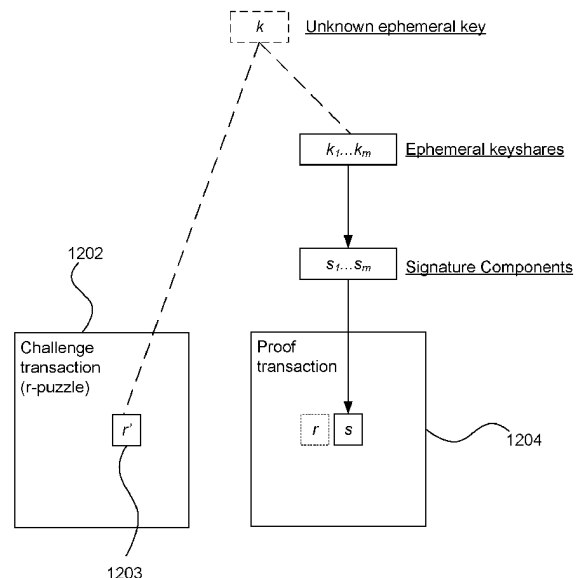 k
Unknown ephemeral key
k1...km
Ephemeral keyshares
1202
s1...sm
Signature Components
Challenge
transaction
(r-puzzle)
Proof
transaction
r'
r
s
1204
1203